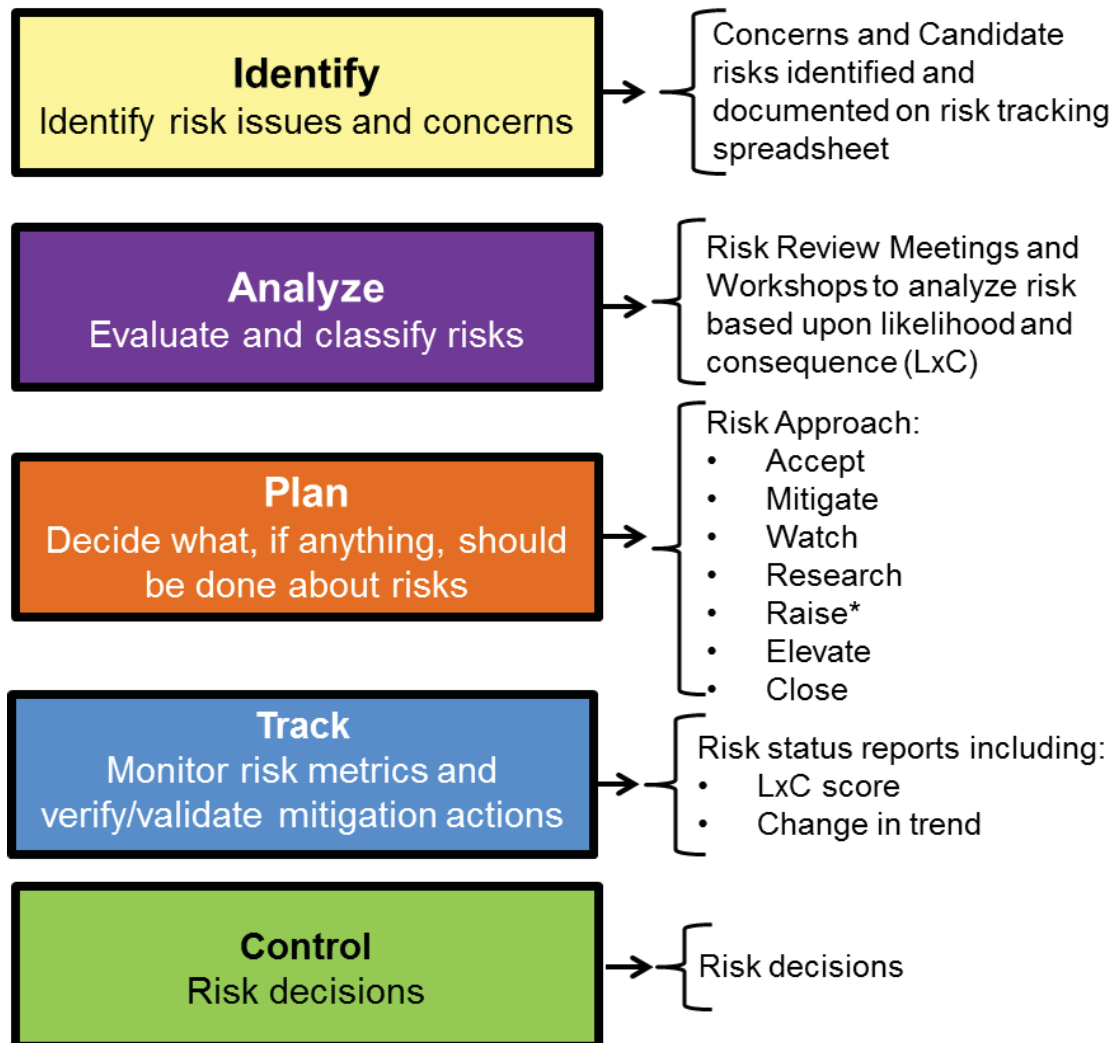 Identify
Identify risk issues and concerns
Concerns and Candidate
risks identified and
documented on risk tracking
spreadsheet
Analyze
Evaluate and classify risks
Risk Review Meetings and
Workshops to analyze risk
based upon likelihood and
consequence (LxC)
Plan
Decide what, if anything, should
be done about risks
Risk Approach:
• Accept
• Mitigate
• Watch
• Research
• Raise*
• Elevate
• Close
Track
Monitor risk metrics and
verify/validate mitigation actions
Risk status reports including:
• LxC score
• Change in trend
Control
Risk decisions
Risk decisions